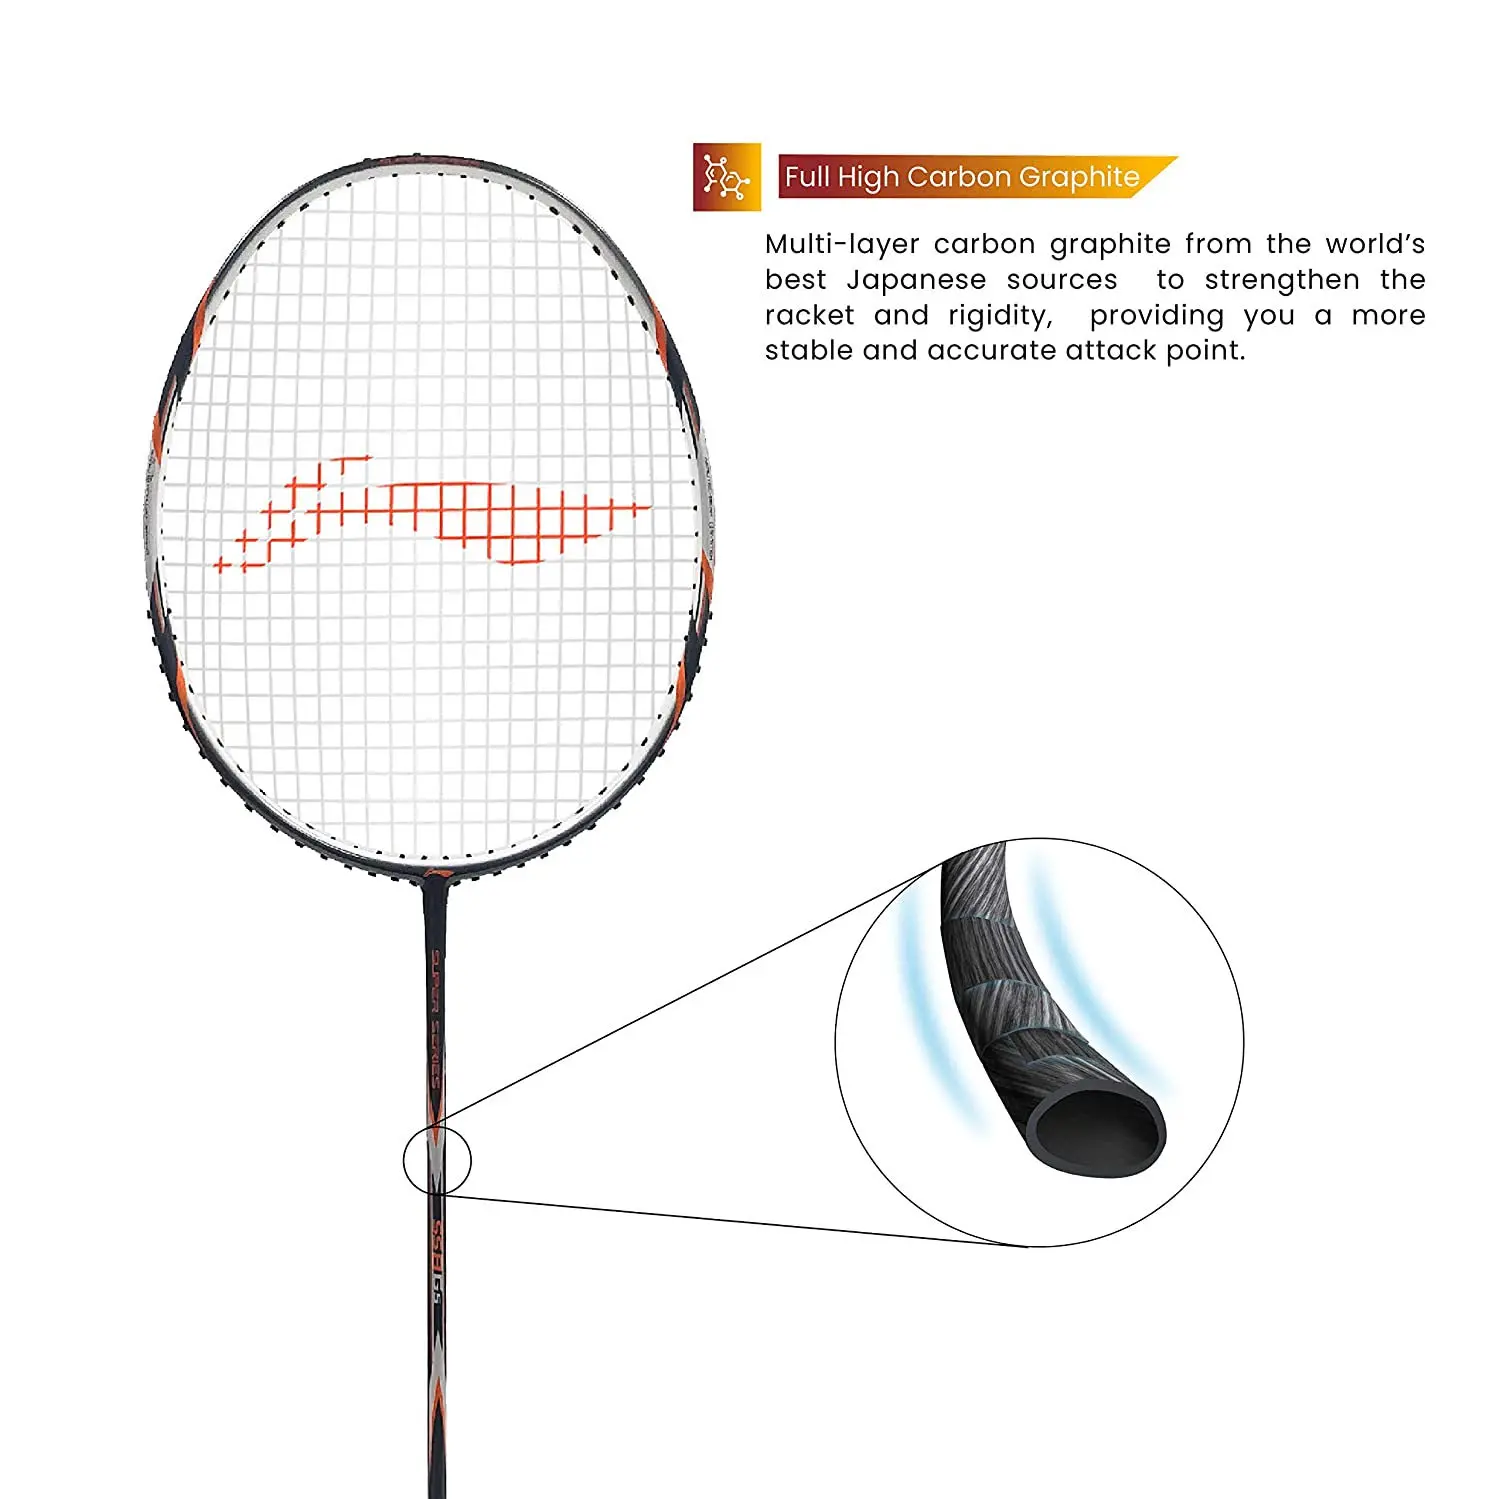 Full High Carbon Graphite
Multi-layer carbon graphite from the world's
best Japanese sources to strengthen the
racket and rigidity, providing you a more
stable and accurate attack point.
SUPER SERIES